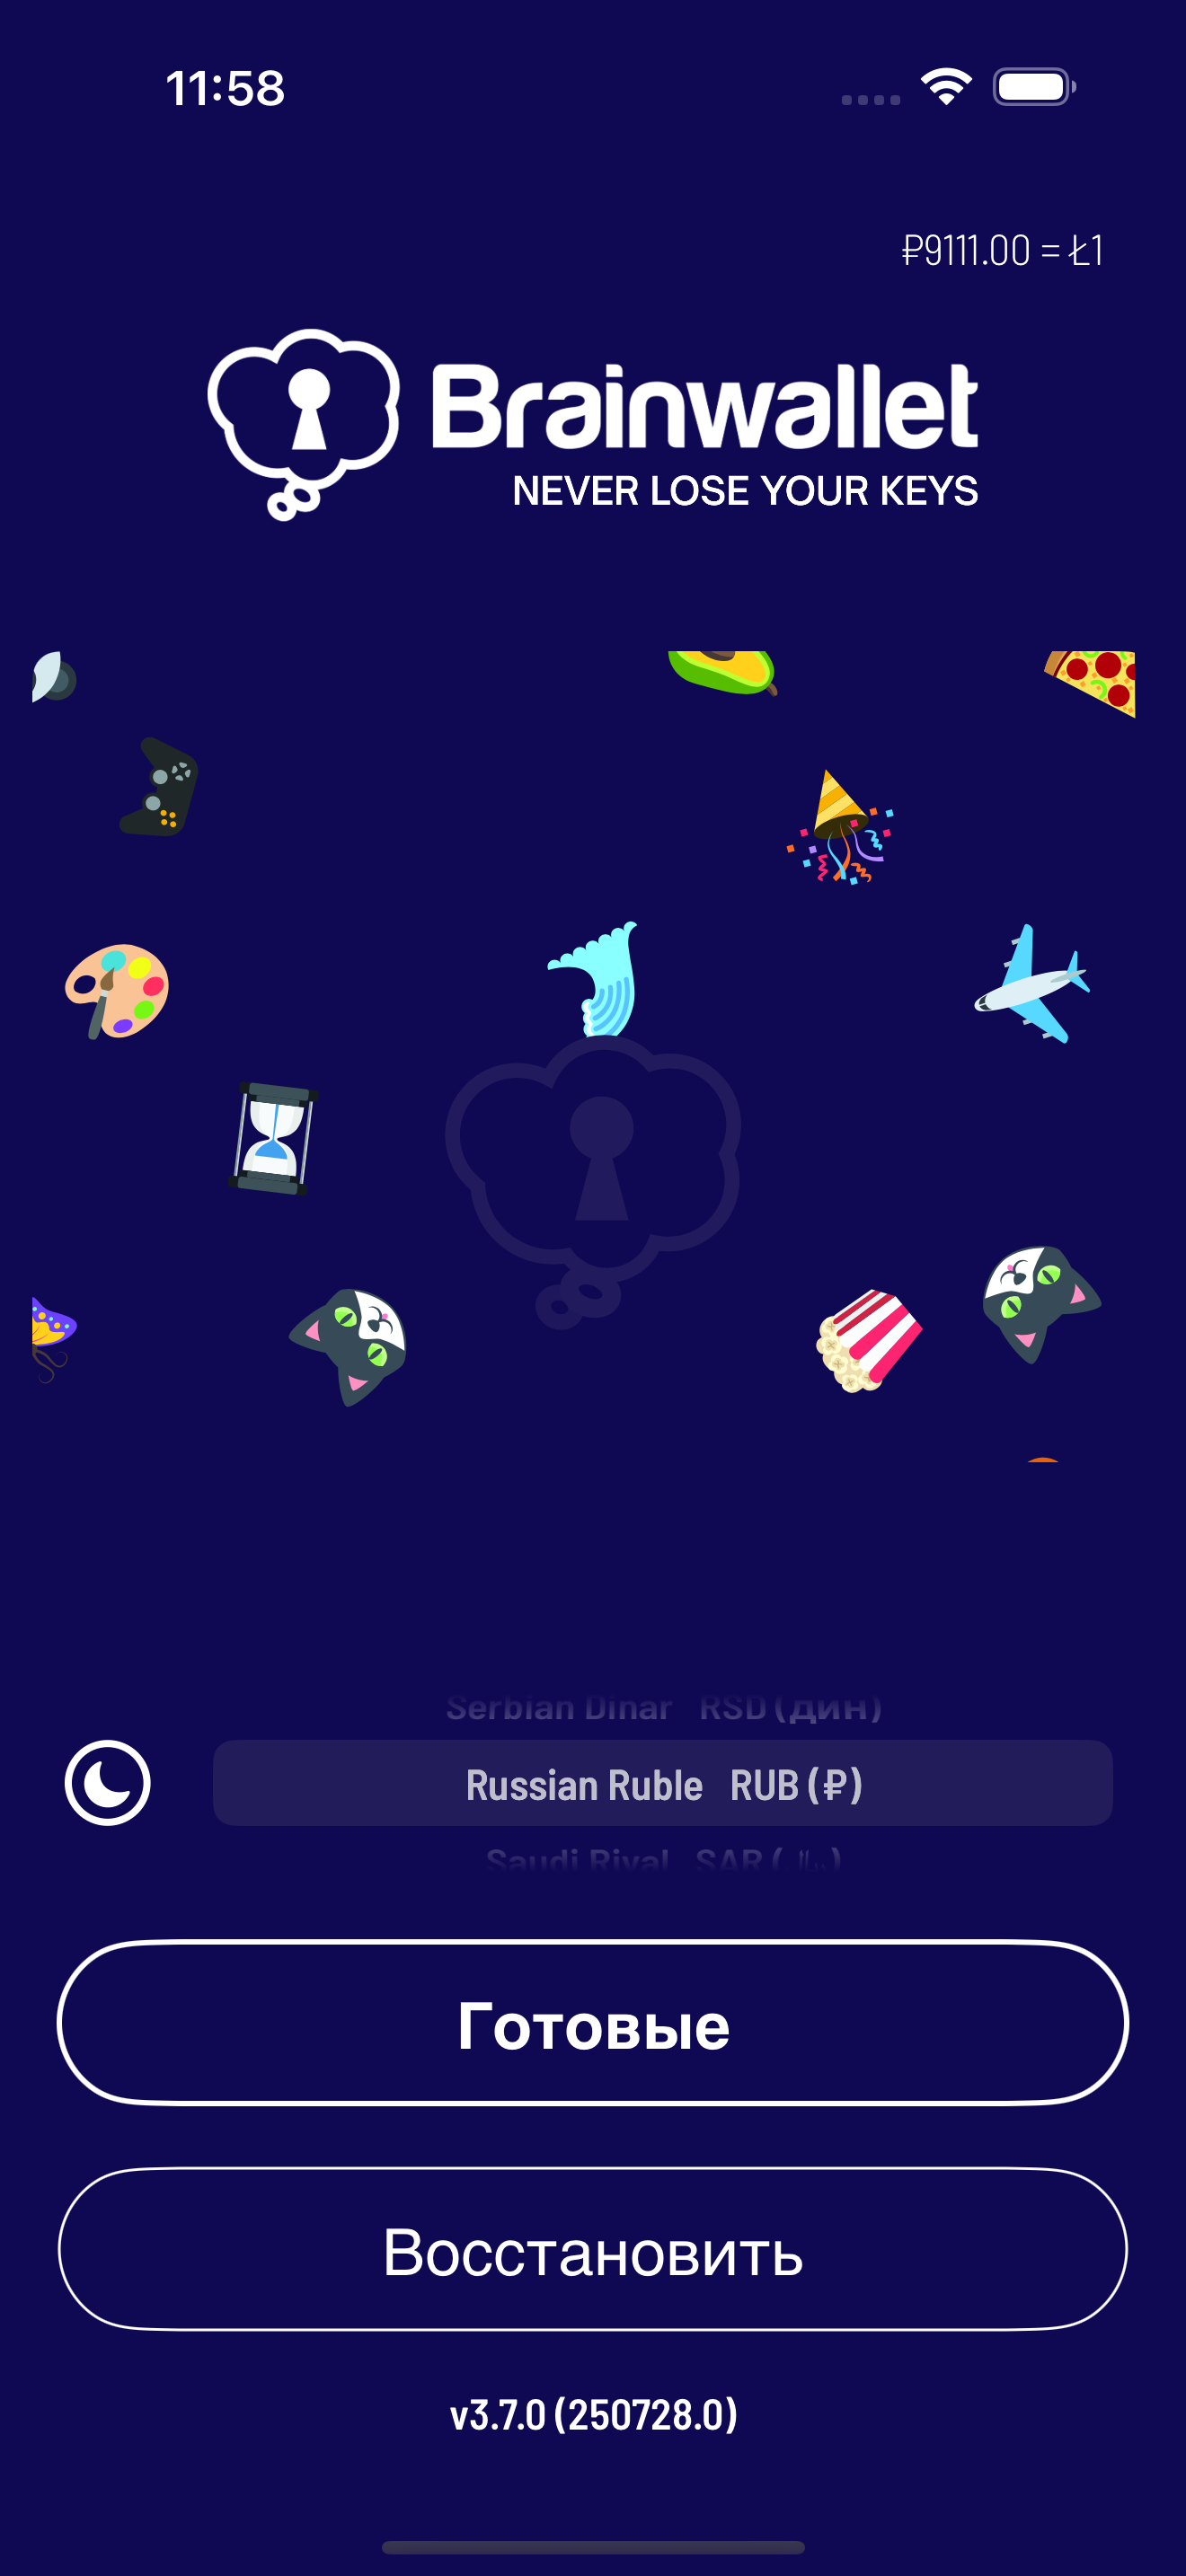 11:58
₽9111.00 = Ł1
Brainwallet
NEVER LOSE YOUR KEYS
Serbian Dinar RSD (дин)
Russian Ruble RUB (₽)
Saudi Riyal SAR
Готовые
Восстановить
v3.7.0 (250728.0)